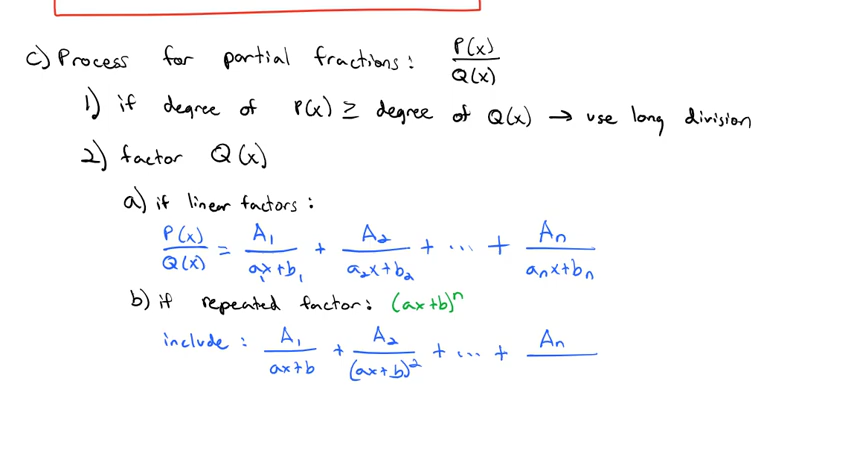 c) Process for partial fractions: P(x)/Q(x)
1) if degree of P(x) ≥ degree of Q(x) → use long division
2) factor Q(x)
a) if linear factors:
P(x)/Q(x) = A₁/(a₁x+b₁) + A₂/(a₂x+b₂) + ... + Aₙ/(aₙx+bₙ)
b) if repeated factor: (ax+b)ⁿ
include: A₁/(ax+b) + A₂/(ax+b)² + ... + Aₙ/